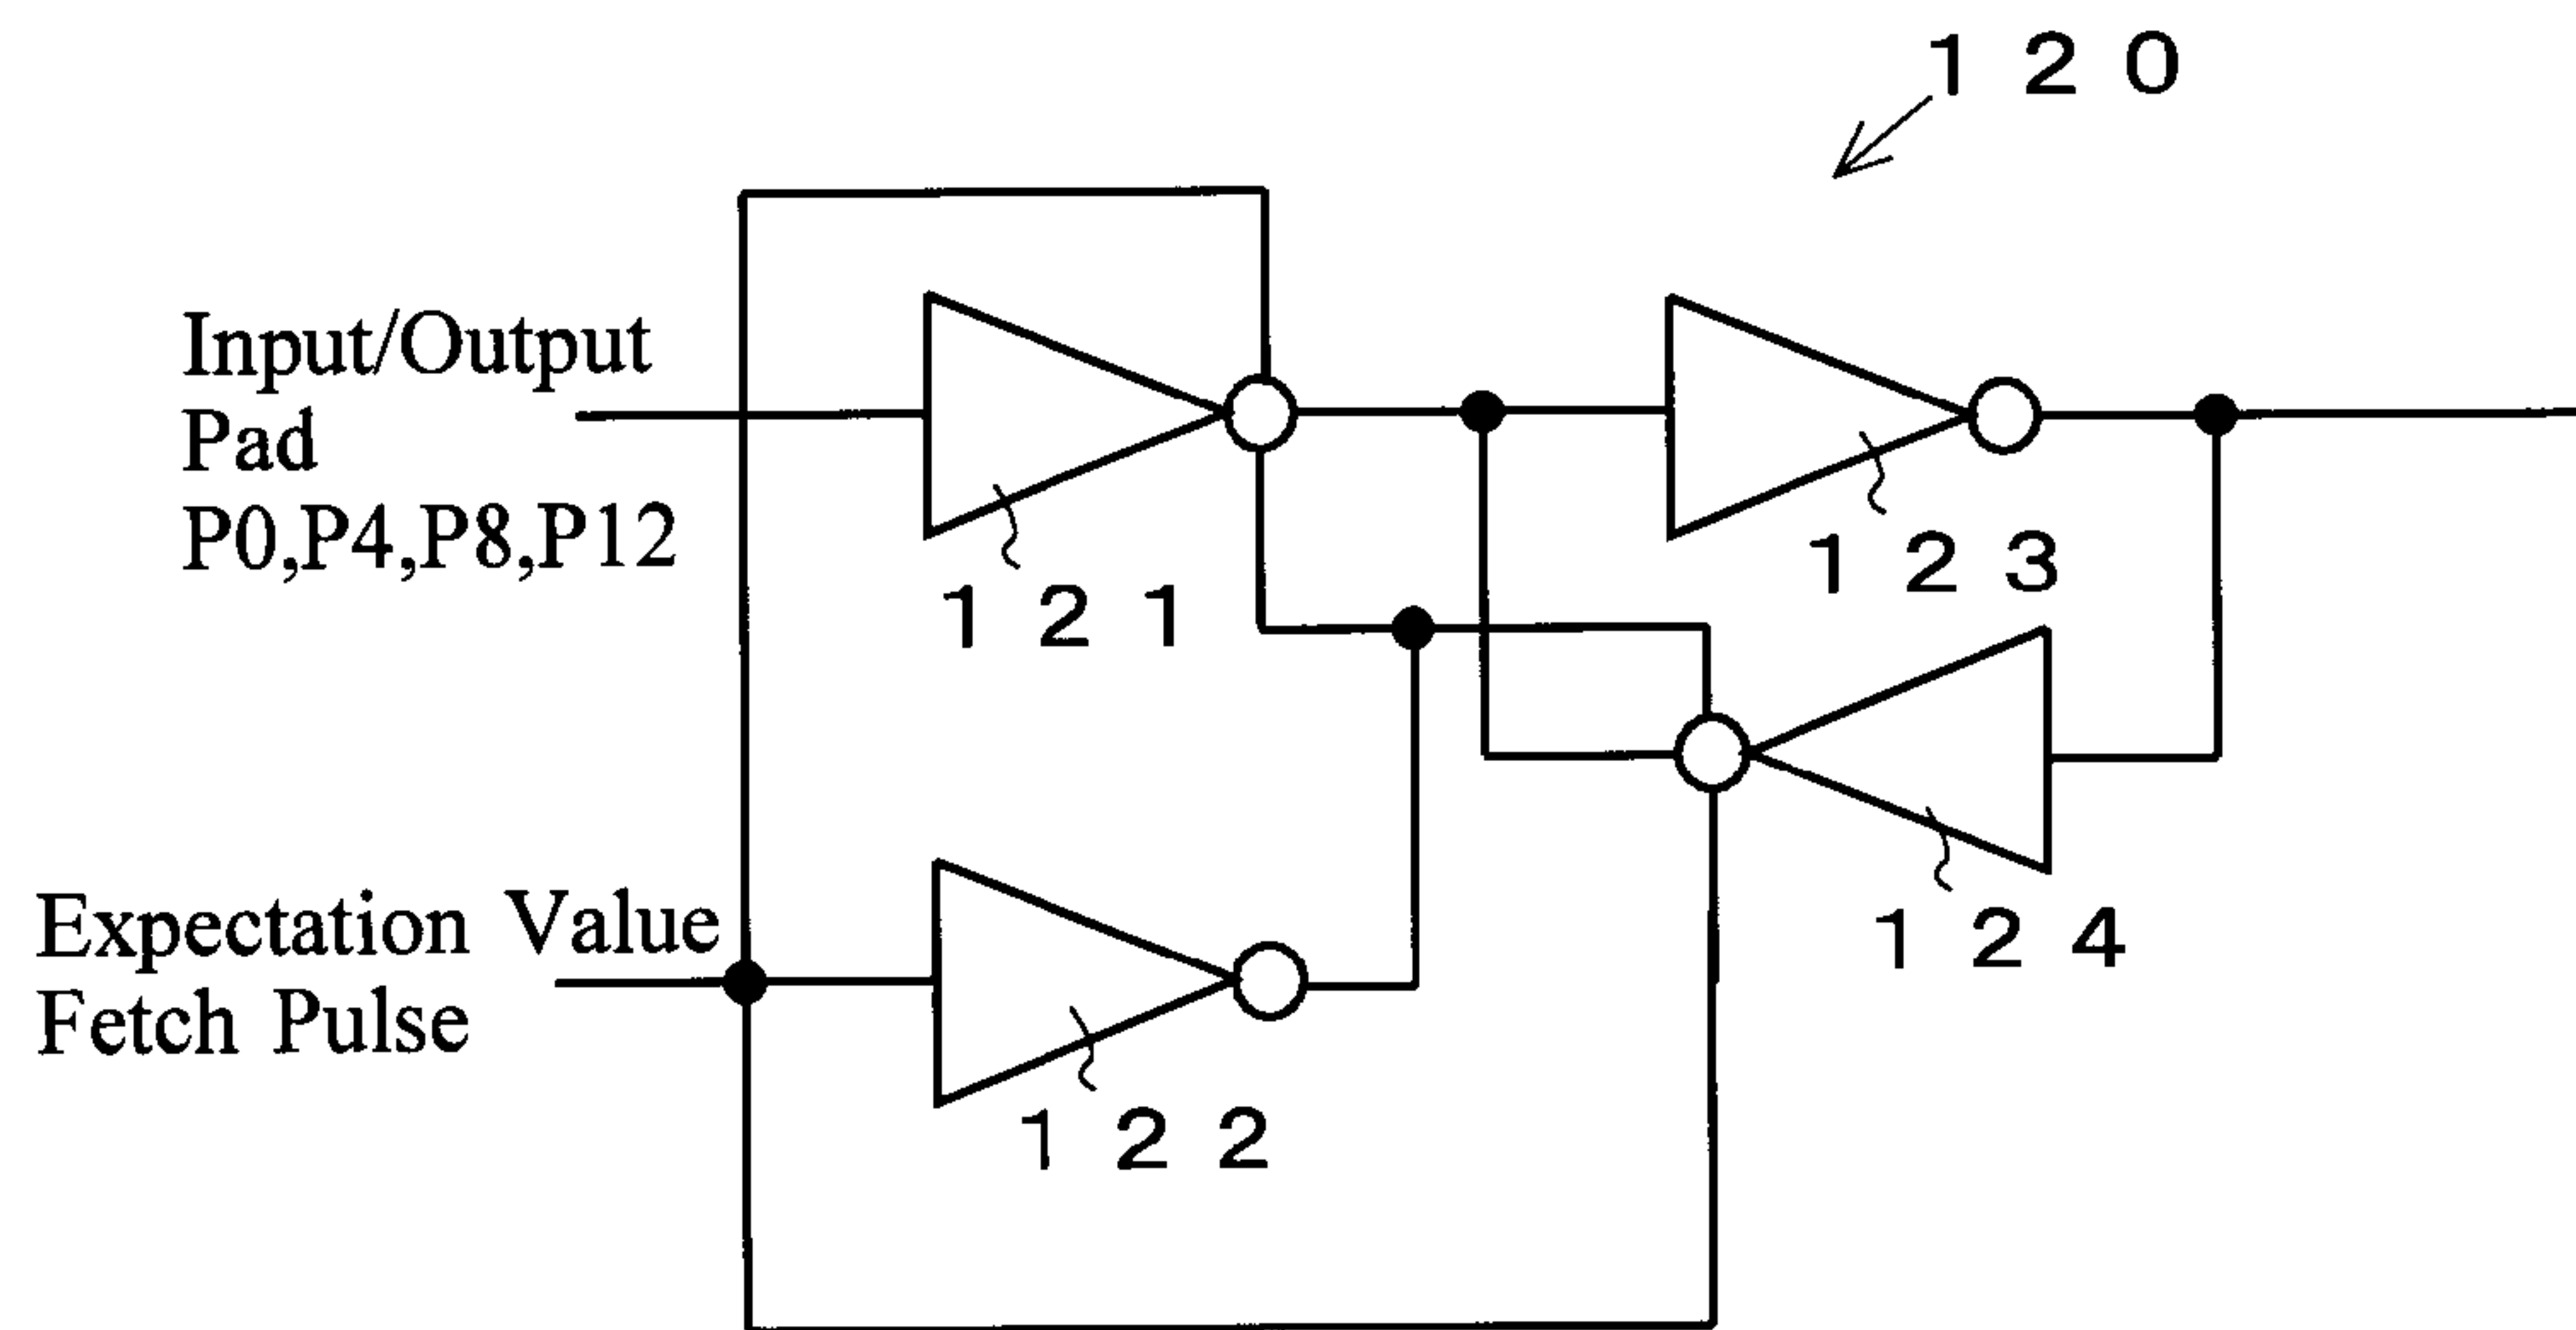 1 2 0
Input/Output
Pad
P0,P4,P8,P12
1 2 1
1 2 3
Expectation Value
Fetch Pulse
1 2 4
1 2 2